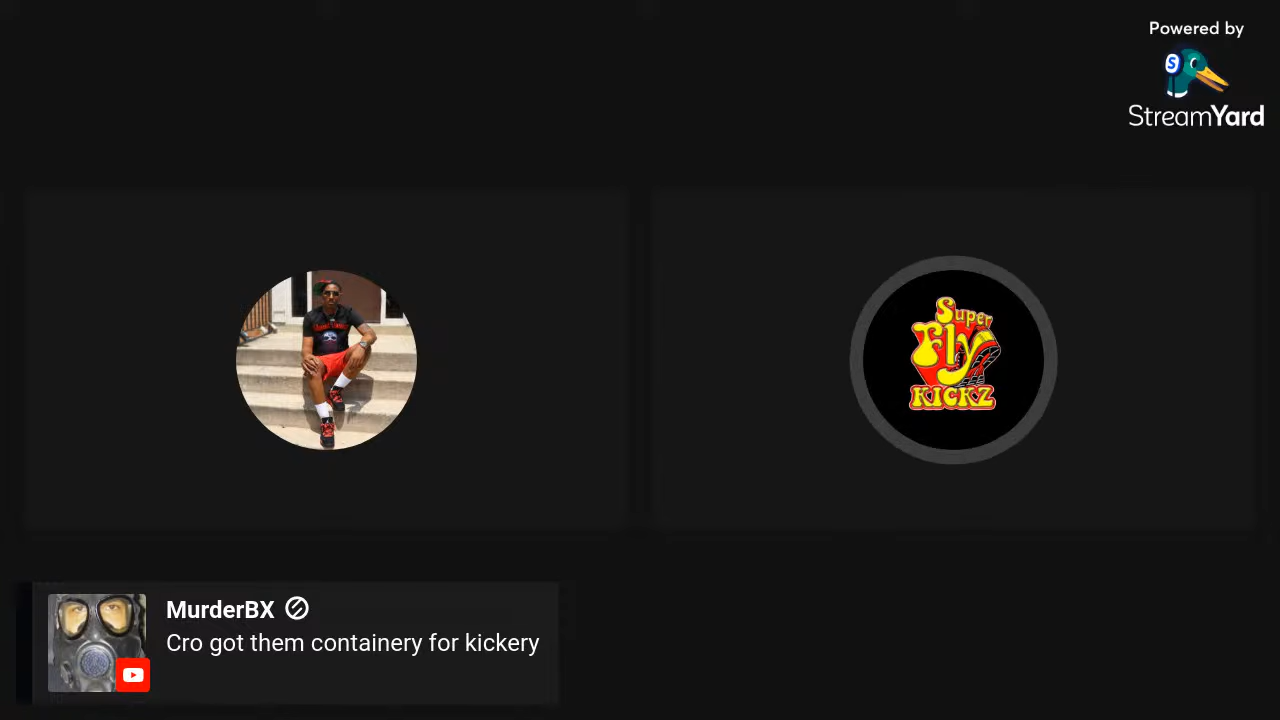 Powered by
S
StreamYard
Super
Fly
KICKZ
MurderBX
Cro got them containery for kickery